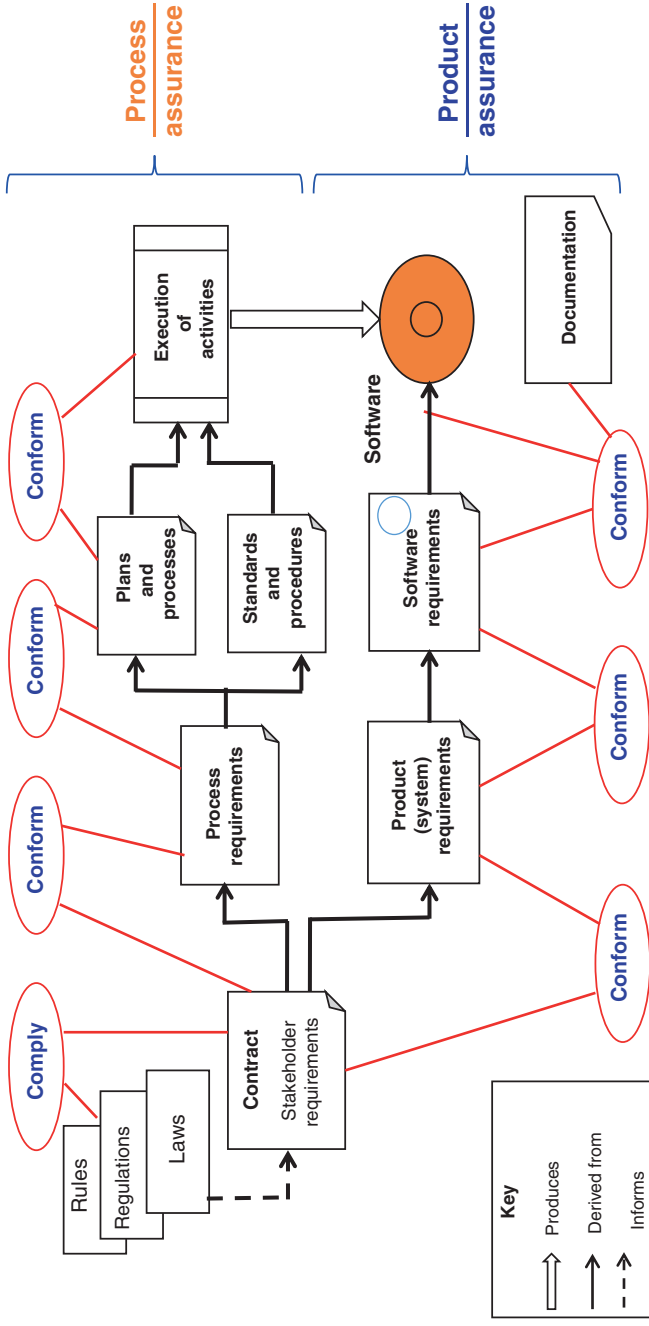 Comply
Conform
Conform
Conform
Rules
Regulations
Laws
Contract
Stakeholder
requirements
Process
requirements
Plans
and
processes
Standards
and
procedures
Execution
of
activities
Process
assurance
Product
(system)
requirements
Software
requirements
Software
Documentation
Product
assurance
Conform
Conform
Conform
Key
Produces
Derived from
Informs